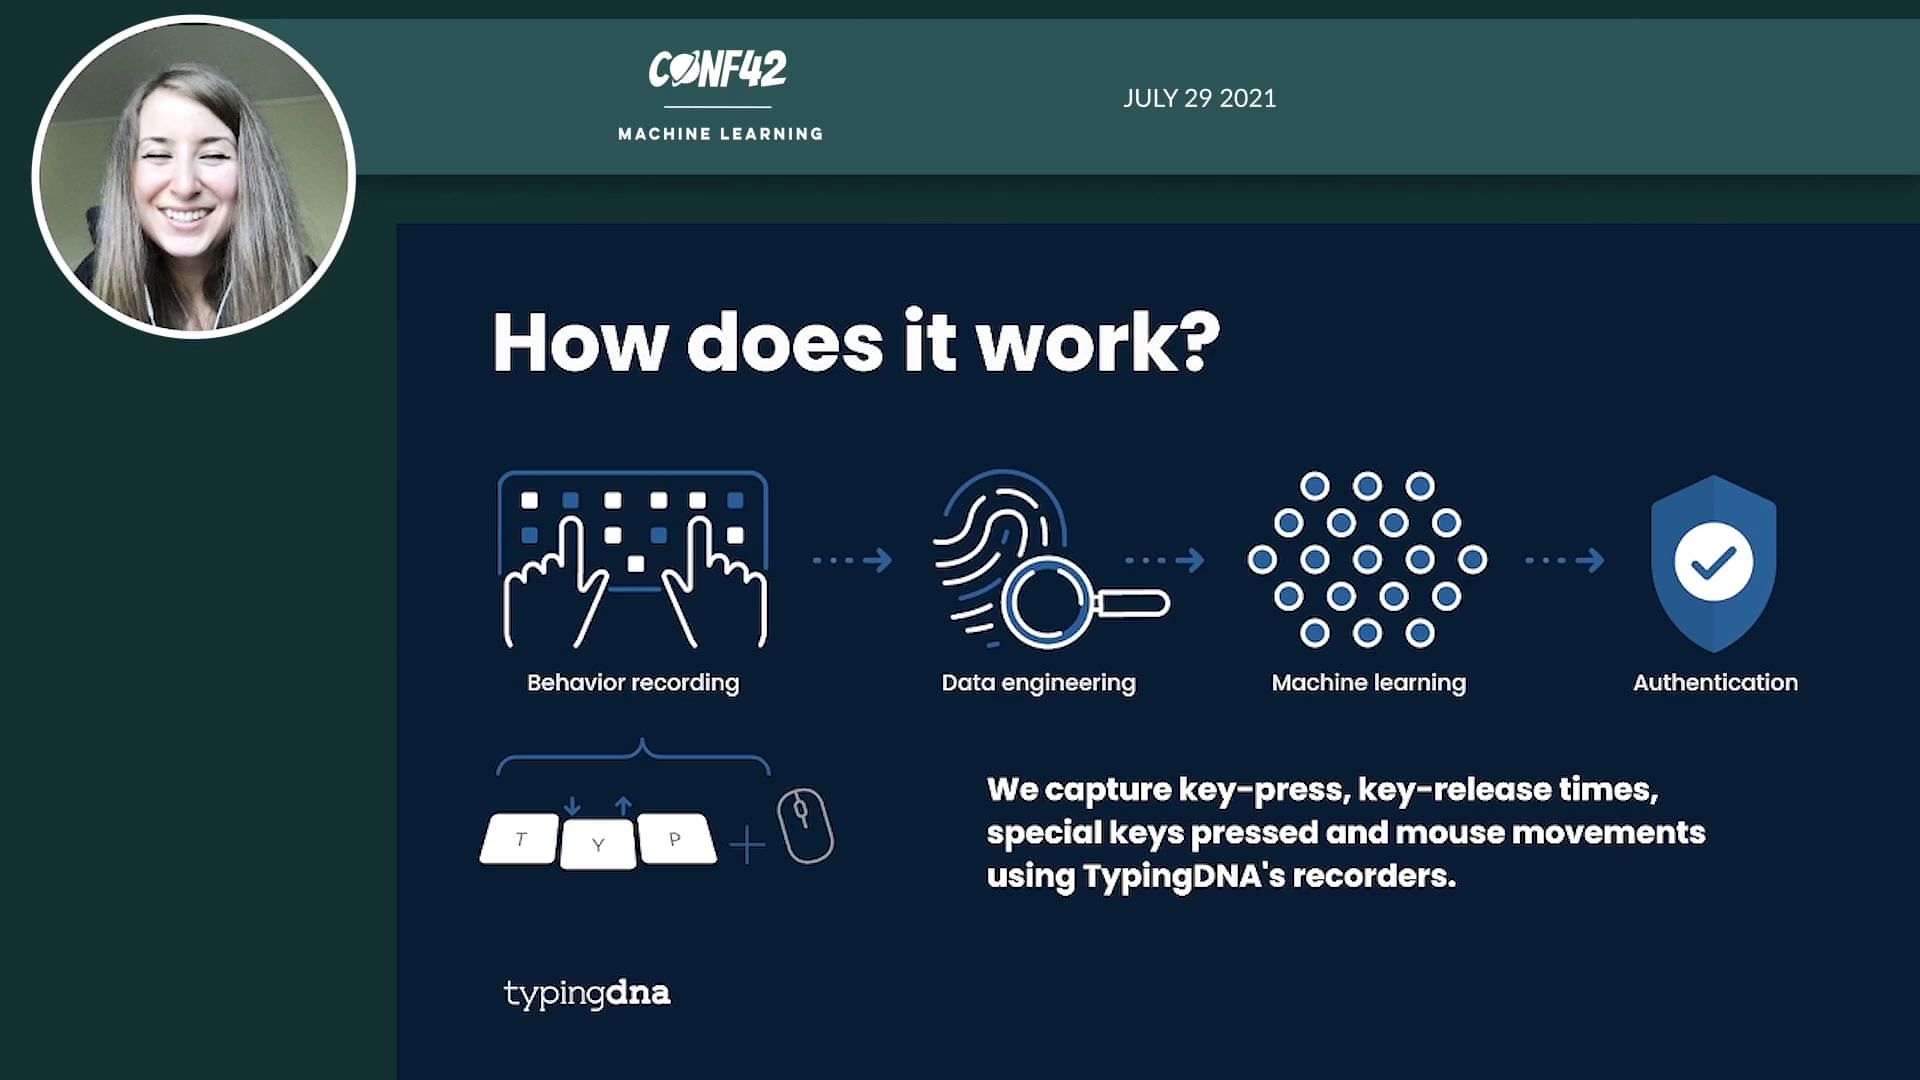 CONF42
MACHINE LEARNING
JULY 29 2021
How does it work?
Behavior recording
Data engineering
Machine learning
Authentication
T
Y
P
We capture key-press, key-release times,
special keys pressed and mouse movements
using TypingDNA's recorders.
typingdna